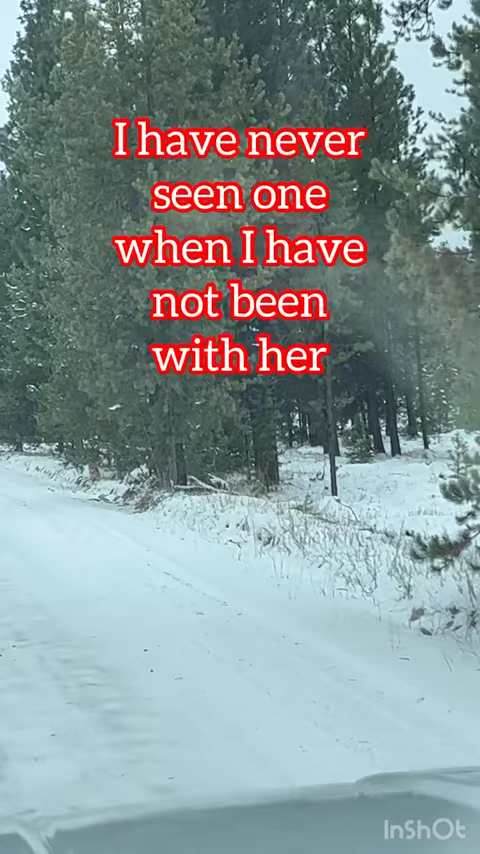 I have never
seen one
when I have
not been
with her
InShOt